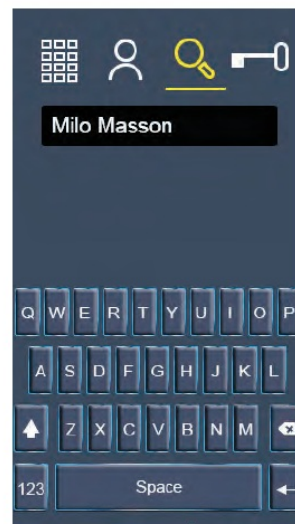 Milo Masson
Q W E R T Y U I O P
A S D F G H J K L
Z X C V B N M
123 Space